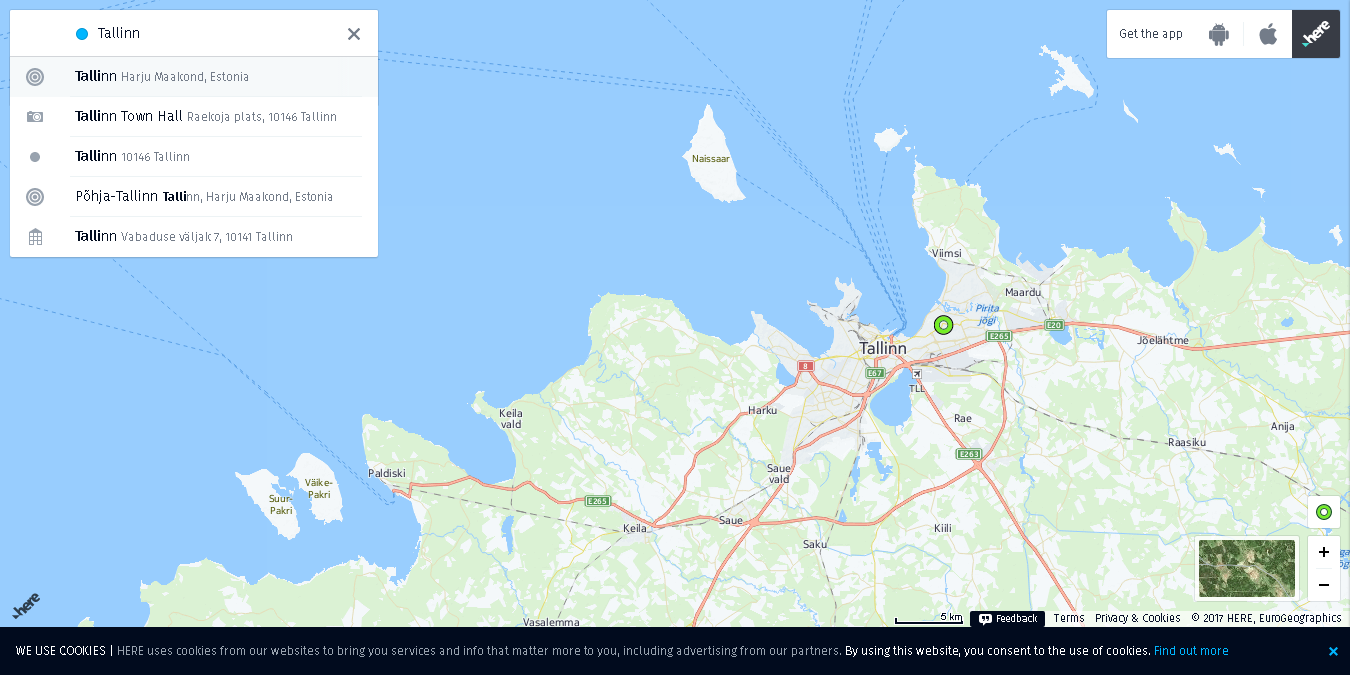 Tallinn
Tallinn Harju Maakond, Estonia
Tallinn Town Hall Raekoja plats, 10146 Tallinn
Tallinn 10146 Tallinn
Põhja-Tallinn Tallinn, Harju Maakond, Estonia
Tallinn Vabaduse väljak 7, 10141 Tallinn
Get the app
here
Naissaar
Viimsi
Maardu
Pirita
jõgi
E20
E265
Jõelähtme
Tallinn
8
E67
TLL
Keila
vald
Harku
Rae
Anija
Raasiku
E263
Paldiski
Saue
vald
Väike-
Pakri
Suur-
Pakri
E265
Keila
Saue
Kiili
Saku
here
Vasalemma
5 km
Feedback
Terms
Privacy & Cookies
© 2017 HERE, EuroGeographics
WE USE COOKIES | HERE uses cookies from our websites to bring you services and info that matter more to you, including advertising from our partners. By using this website, you consent to the use of cookies. Find out more